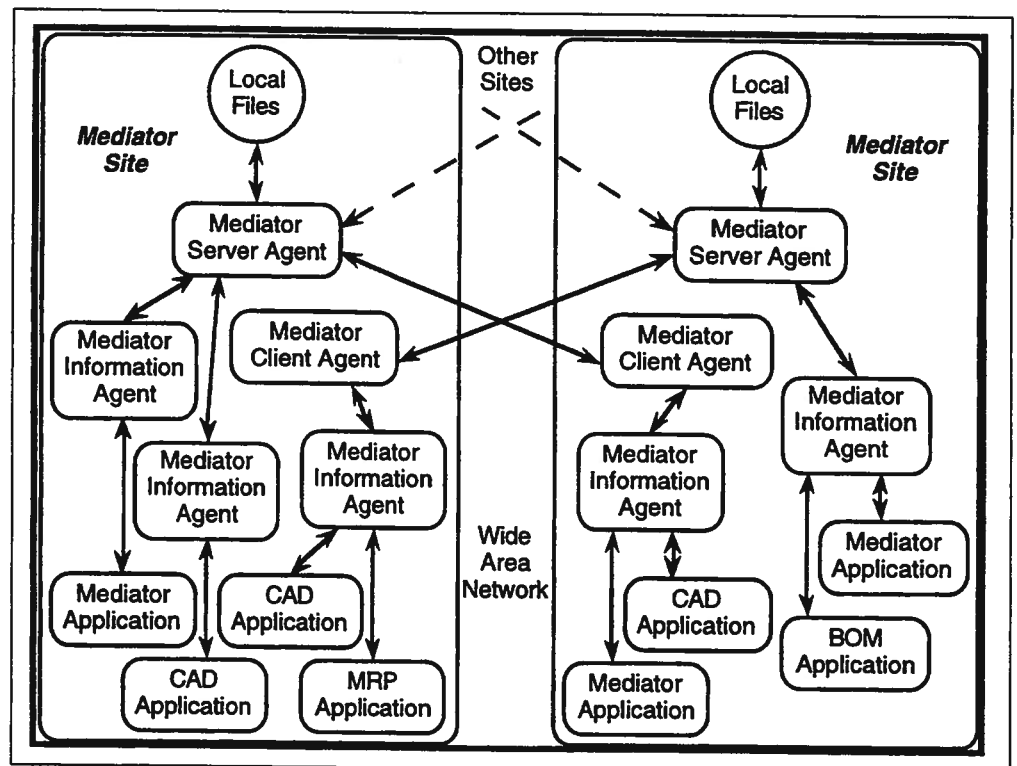 Local
Files
Mediator
Site
Mediator
Server Agent
Mediator
Information
Agent
Mediator
Client Agent
Mediator
Information
Agent
Mediator
Information
Agent
Mediator
Application
CAD
Application
CAD
Application
MRP
Application
Other
Sites
Wide
Area
Network
Local
Files
Mediator
Site
Mediator
Server Agent
Mediator
Client Agent
Mediator
Information
Agent
Mediator
Information
Agent
Mediator
Application
CAD
Application
BOM
Application
Mediator
Application